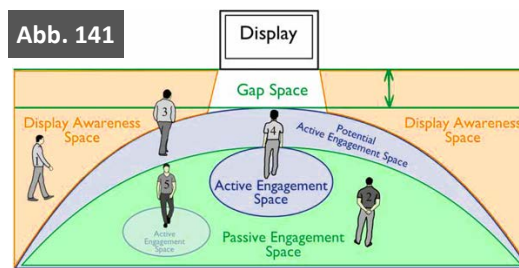 Abb. 141
Display
Gap Space
Display Awareness
Space
Potential
Active Engagement Space
Display Awareness
Space
3
4
5
2
Active Engagement
Space
Active
Engagement
Space
Passive Engagement
Space